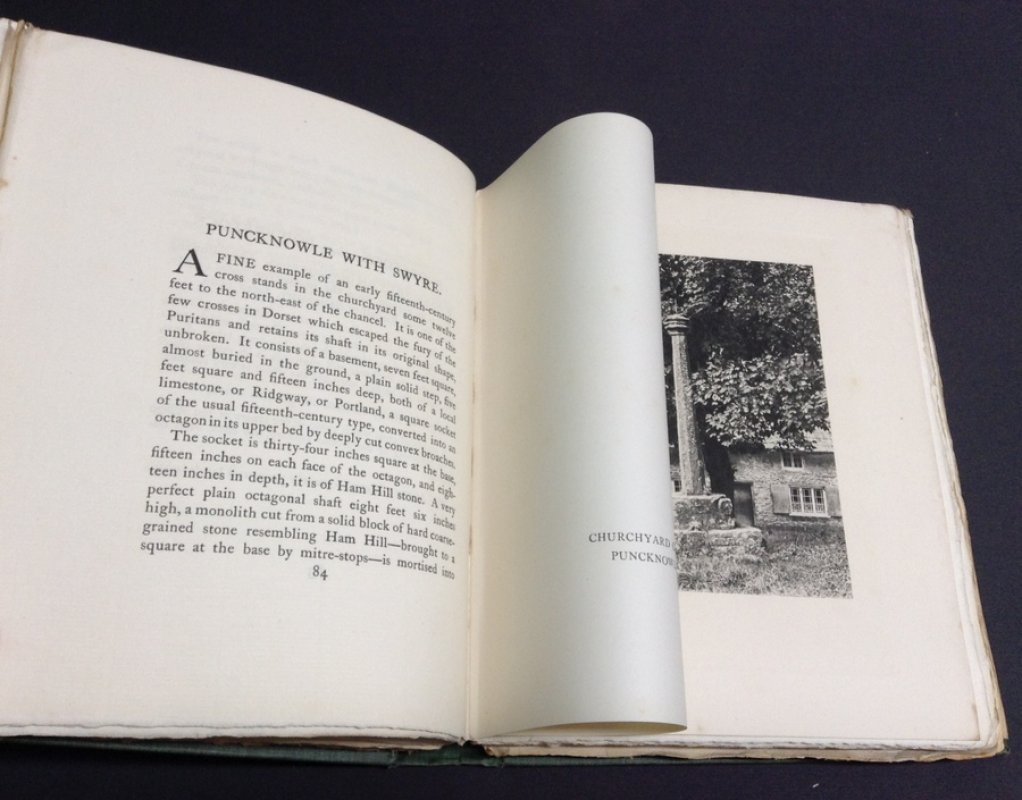 PUNCKNOWLE WITH SWYRE.
A FINE example of an early fifteenth-century
cross stands in the churchyard some twelve
feet to the north-east of the chancel. It is one of the
few crosses in Dorset which escaped the fury of the
Puritans and retains its shaft in its original shape,
unbroken. It consists of a basement, seven feet square,
almost buried in the ground, a plain solid step, five
feet square and fifteen inches deep, both of a local
limestone, or Ridgway, or Portland, a square socket
of the usual fifteenth-century type, converted into an
octagon in its upper bed by deeply cut convex broaches.
The socket is thirty-four inches square at the base,
fifteen inches on each face of the octagon, and eigh-
teen inches in depth, it is of Ham Hill stone. A very
perfect plain octagonal shaft eight feet six inches
high, a monolith cut from a solid block of hard coarse-
grained stone resembling Ham Hill—brought to a
square at the base by mitre-stops—is mortised into
84
CHURCHYARD
PUNCKNOW